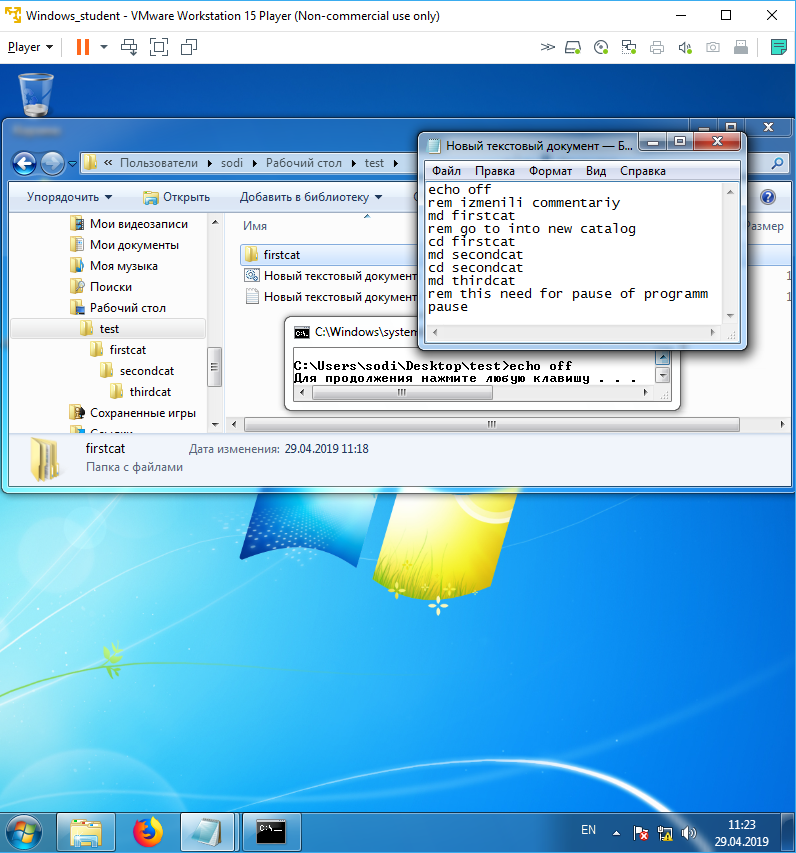 Windows_student - VMware Workstation 15 Player (Non-commercial use only)
Player
Пользователи sodi Рабочий стол test
Упорядочить Открыть Добавить в библиотеку
Мои видеозаписи
Мои документы
Моя музыка
Поиски
Рабочий стол
test
firstcat
secondcat
thirdcat
Сохраненные игры
Имя
Размер
firstcat
Новый текстовый документ
Новый текстовый документ
Новый текстовый документ — Б...
Файл Правка Формат Вид Справка
echo off
rem izmenili commentariy
md firstcat
rem go to into new catalog
cd firstcat
md secondcat
cd secondcat
md thirdcat
rem this need for pause of programm
pause
C:\Windows\system
C:\Users\sodi\Desktop\test>echo off
Для продолжения нажмите любую клавишу . . .
firstcat Дата изменения: 29.04.2019 11:18
Папка с файлами
EN
11:23
29.04.2019